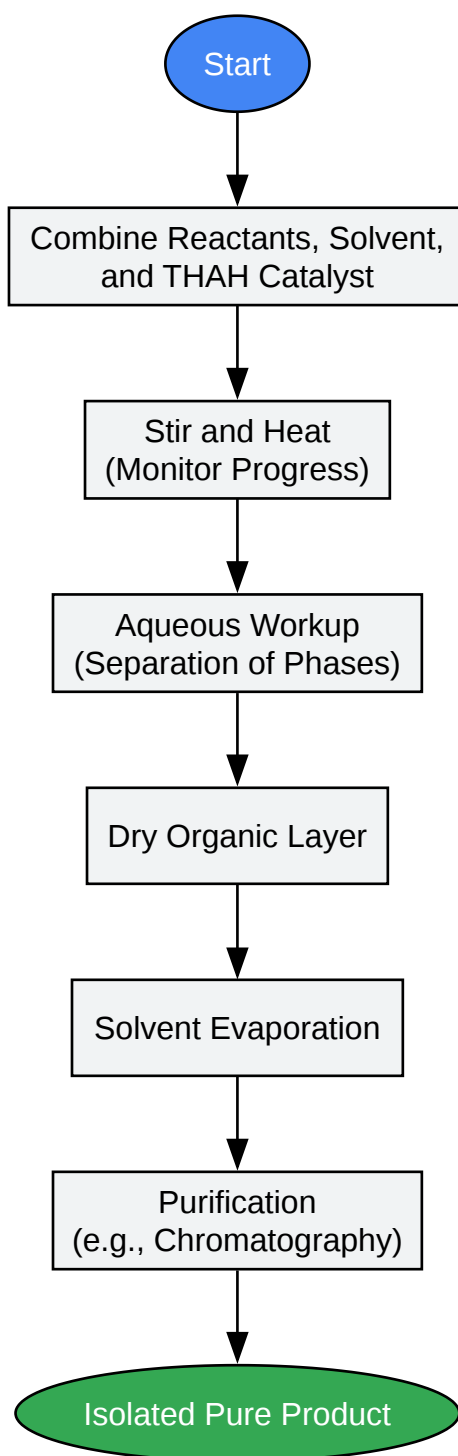 Start
Combine Reactants, Solvent,
and THAH Catalyst
Stir and Heat
(Monitor Progress)
Aqueous Workup
(Separation of Phases)
Dry Organic Layer
Solvent Evaporation
Purification
(e.g., Chromatography)
Isolated Pure Product